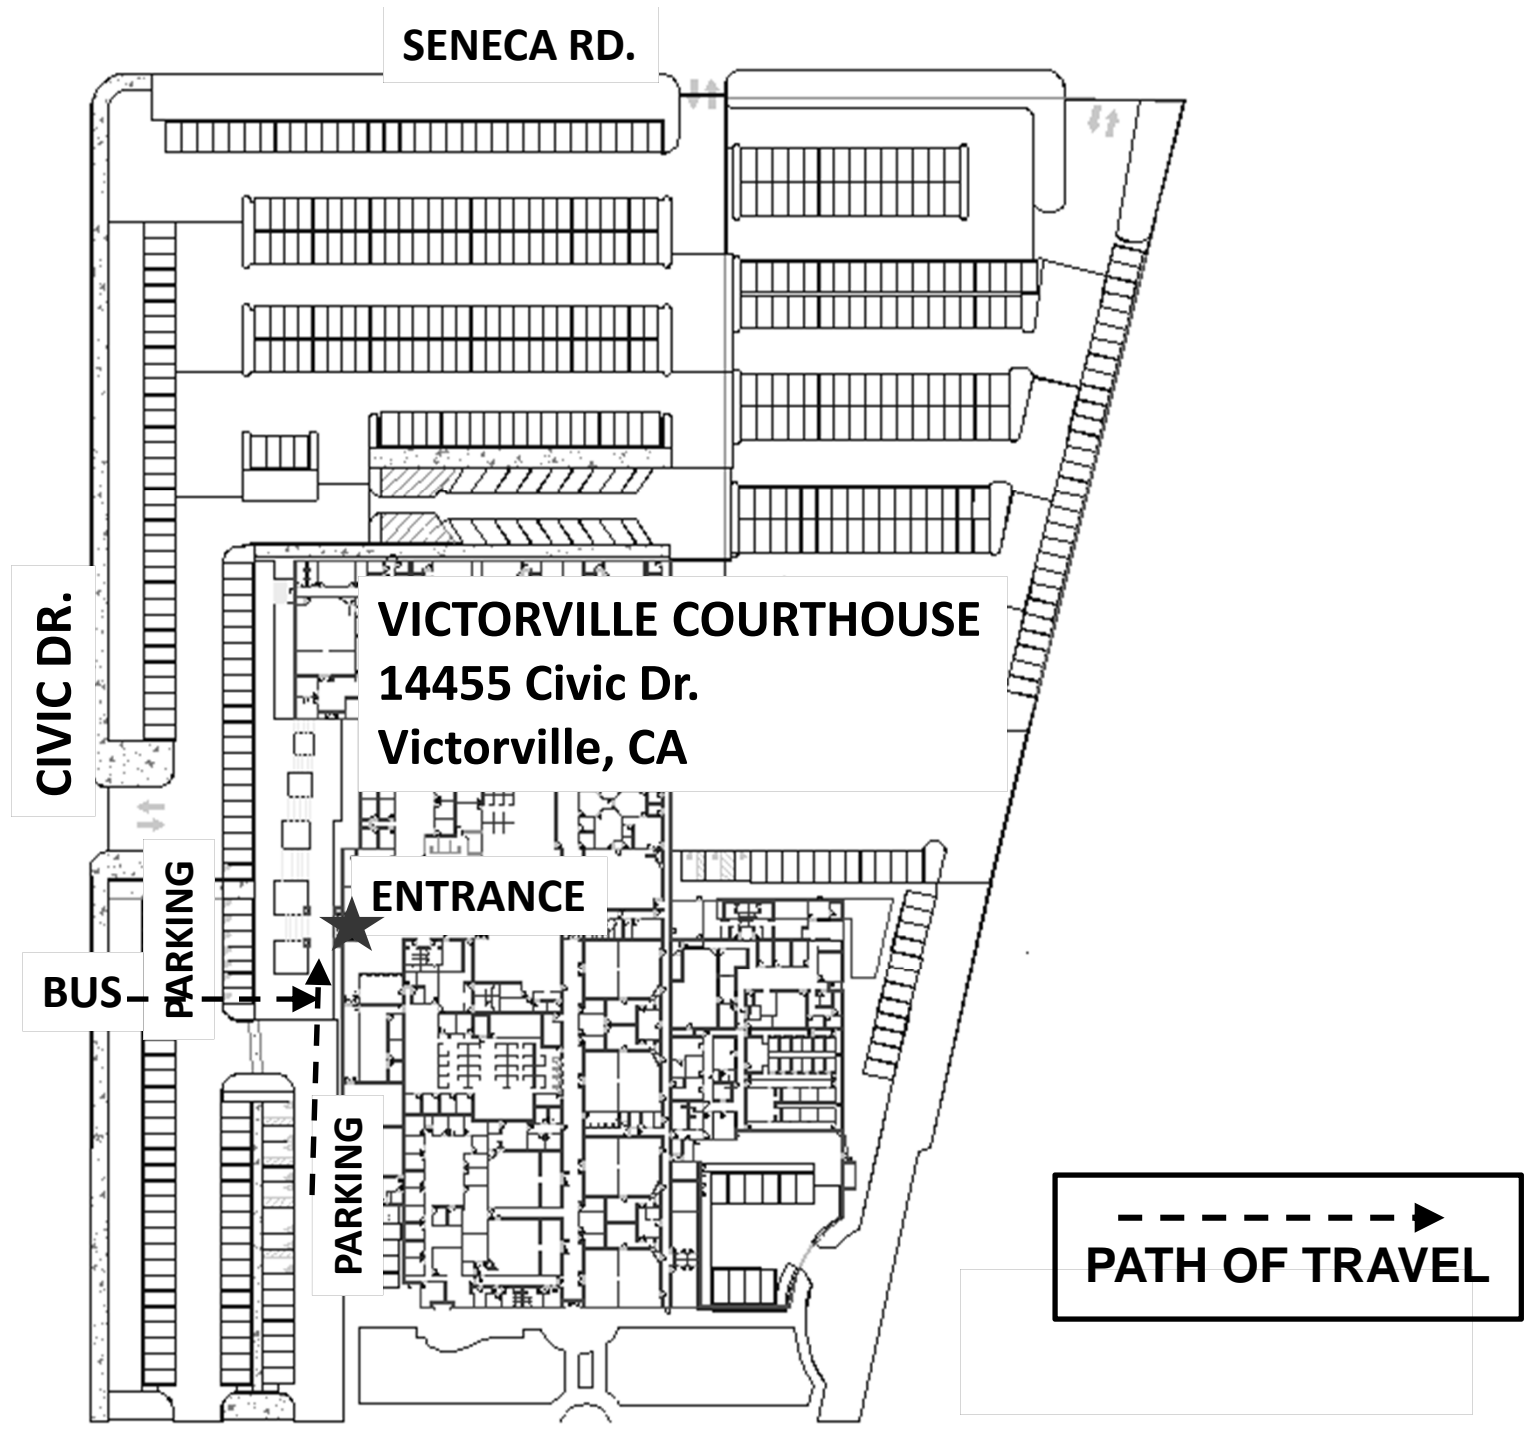 SENECA RD.
CIVIC DR.
VICTORVILLE COURTHOUSE
14455 Civic Dr.
Victorville, CA
PARKING
ENTRANCE
BUS
PARKING
PATH OF TRAVEL